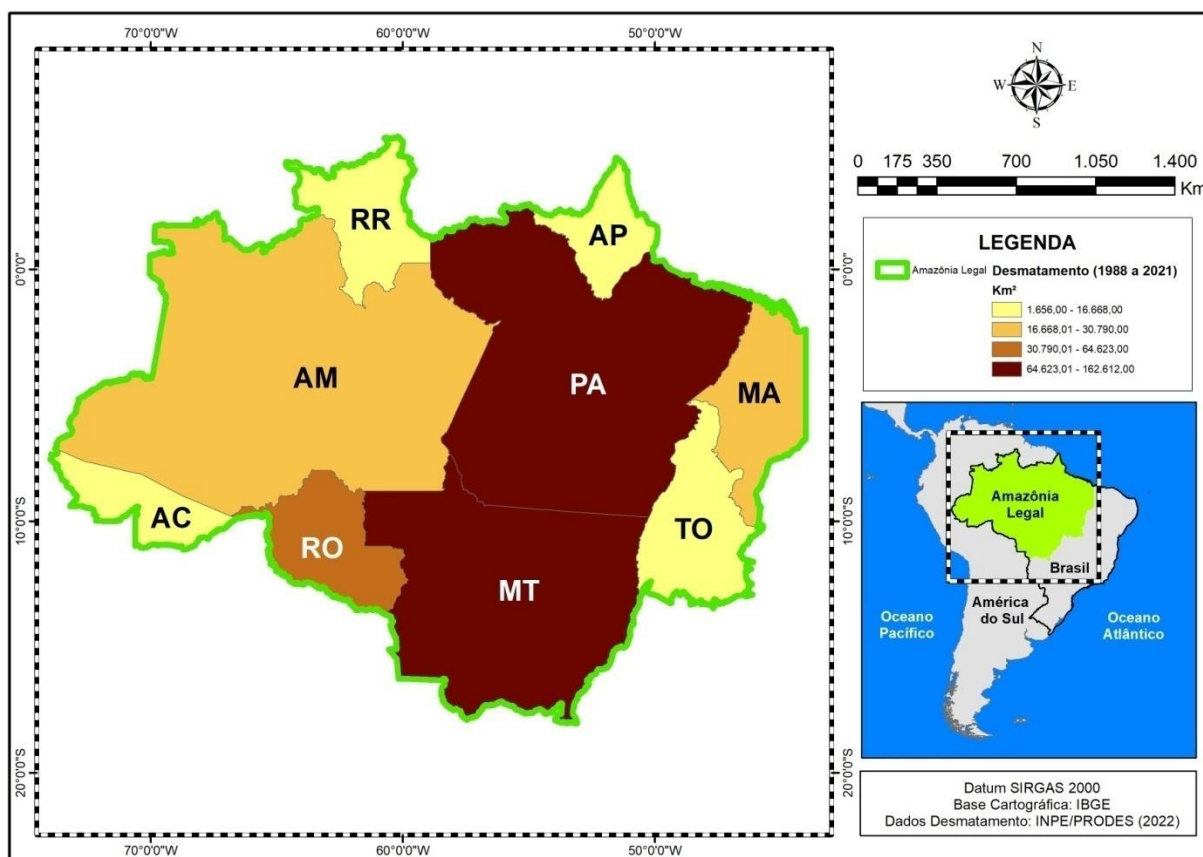 70°0'0"W 60°0'0"W 50°0'0"W
0°0'0"
10°0'0"S
20°0'0"S
RR
AP
AM
PA
MA
AC
RO
TO
MT
0°0'0"
10°0'0"S
20°0'0"S
70°0'0"W 60°0'0"W 50°0'0"W
N
W E
S
0 175 350 700 1.050 1.400
Km
LEGENDA
Amazônia Legal Desmatamento (1988 a 2021)
Km²
1.656,00 - 16.668,00
16.668,01 - 30.790,00
30.790,01 - 64.623,00
64.623,01 - 162.612,00
Amazônia
Legal
Brasil
América
do Sul
Oceano
Pacífico
Oceano
Atlântico
Datum SIRGAS 2000
Base Cartográfica: IBGE
Dados Desmatamento: INPE/PRODES (2022)